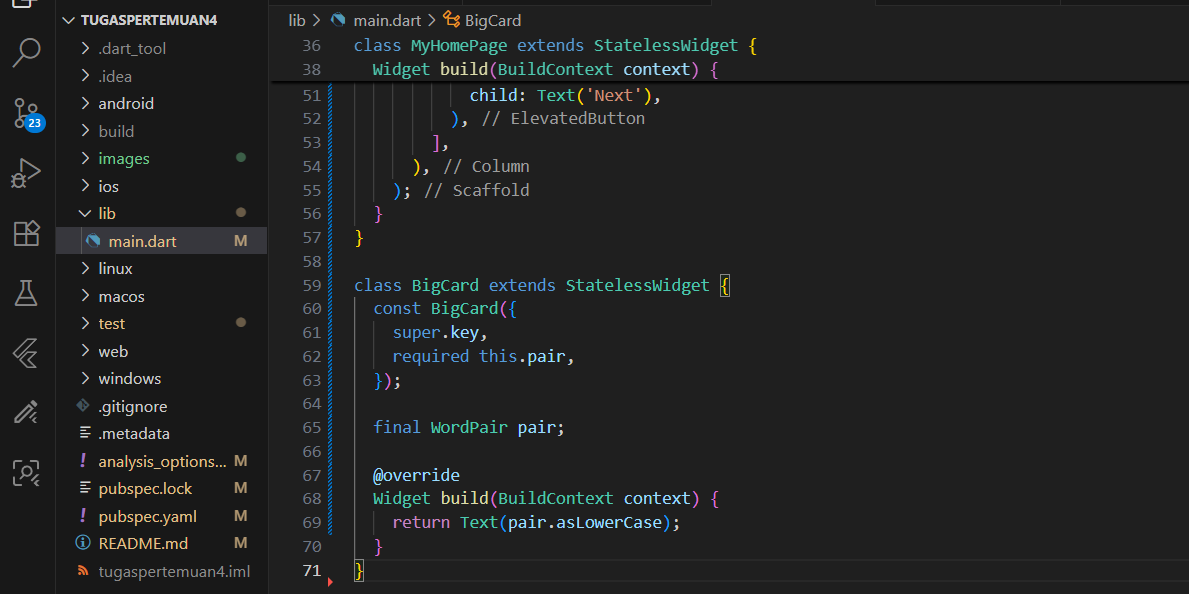 TUGASPERTEMUAN4
.dart_tool
.idea
android
build
images
ios
lib
main.dart M
linux
macos
test
web
windows
.gitignore
.metadata
analysis_options... M
pubspec.lock M
pubspec.yaml M
README.md M
tugaspertemuan4.iml
23
lib > main.dart > BigCard
36 class MyHomePage extends StatelessWidget {
38 Widget build(BuildContext context) {
51 child: Text('Next'),
52 ), // ElevatedButton
53 ],
54 ), // Column
55 ); // Scaffold
56 }
57 }
58
59 class BigCard extends StatelessWidget {
60 const BigCard({
61 super.key,
62 required this.pair,
63 });
64
65 final WordPair pair;
66
67 @override
68 Widget build(BuildContext context) {
69 return Text(pair.asLowerCase);
70 }
71 }